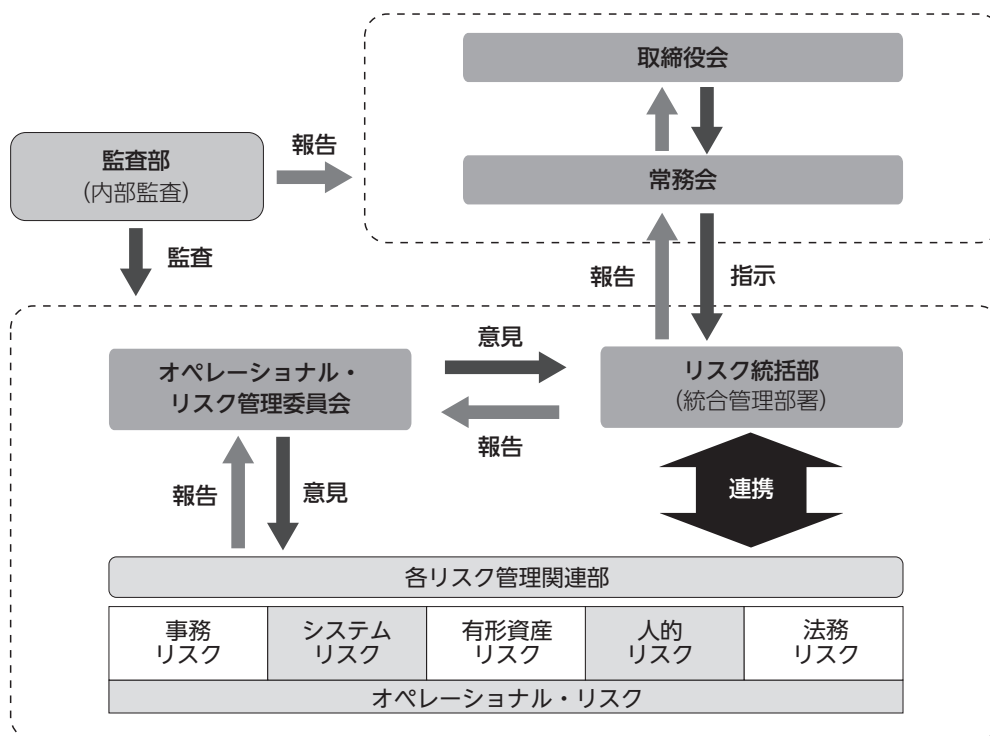 取締役会
常務会
監査部
(内部監査)
報告
監査
報告
指示
オペレーショナル・
リスク管理委員会
意見
報告
リスク統括部
(統合管理部署)
報告
意見
連携
各リスク管理関連部
事務
リスク
システム
リスク
有形資産
リスク
人的
リスク
法務
リスク
オペレーショナル・リスク